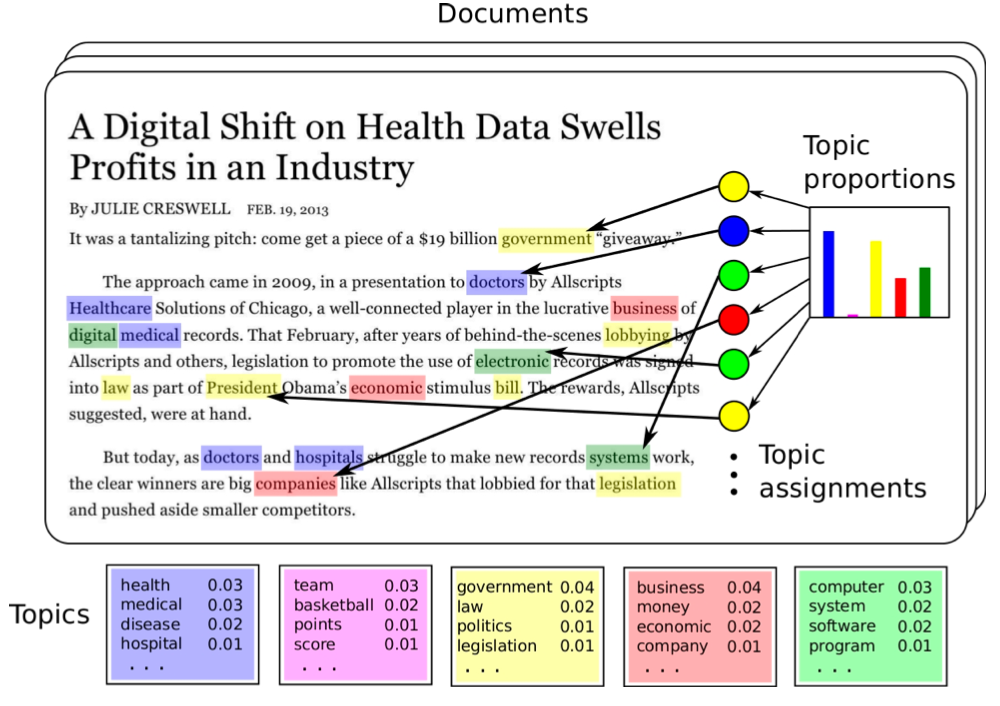 Documents
A Digital Shift on Health Data Swells
Profits in an Industry
By JULIE CRESWELL FEB. 19, 2013
It was a tantalizing pitch: come get a piece of a $19 billion government “giveaway.”
The approach came in 2009, in a presentation to doctors by Allscripts
Healthcare Solutions of Chicago, a well-connected player in the lucrative business of
digital medical records. That February, after years of behind-the-scenes lobbying by
Allscripts and others, legislation to promote the use of electronic records was signed
into law as part of President Obama’s economic stimulus bill. The rewards, Allscripts
suggested, were at hand.
But today, as doctors and hospitals struggle to make new records systems work,
the clear winners are big companies like Allscripts that lobbied for that legislation
and pushed aside smaller competitors.
Topic
proportions
Topic
assignments
Topics
health 0.03
medical 0.03
disease 0.02
hospital 0.01
. . .
team 0.03
basketball 0.02
points 0.01
score 0.01
. . .
government 0.04
law 0.02
politics 0.01
legislation 0.01
. . .
business 0.04
money 0.02
economic 0.02
company 0.01
. . .
computer 0.03
system 0.02
software 0.02
program 0.01
. . .